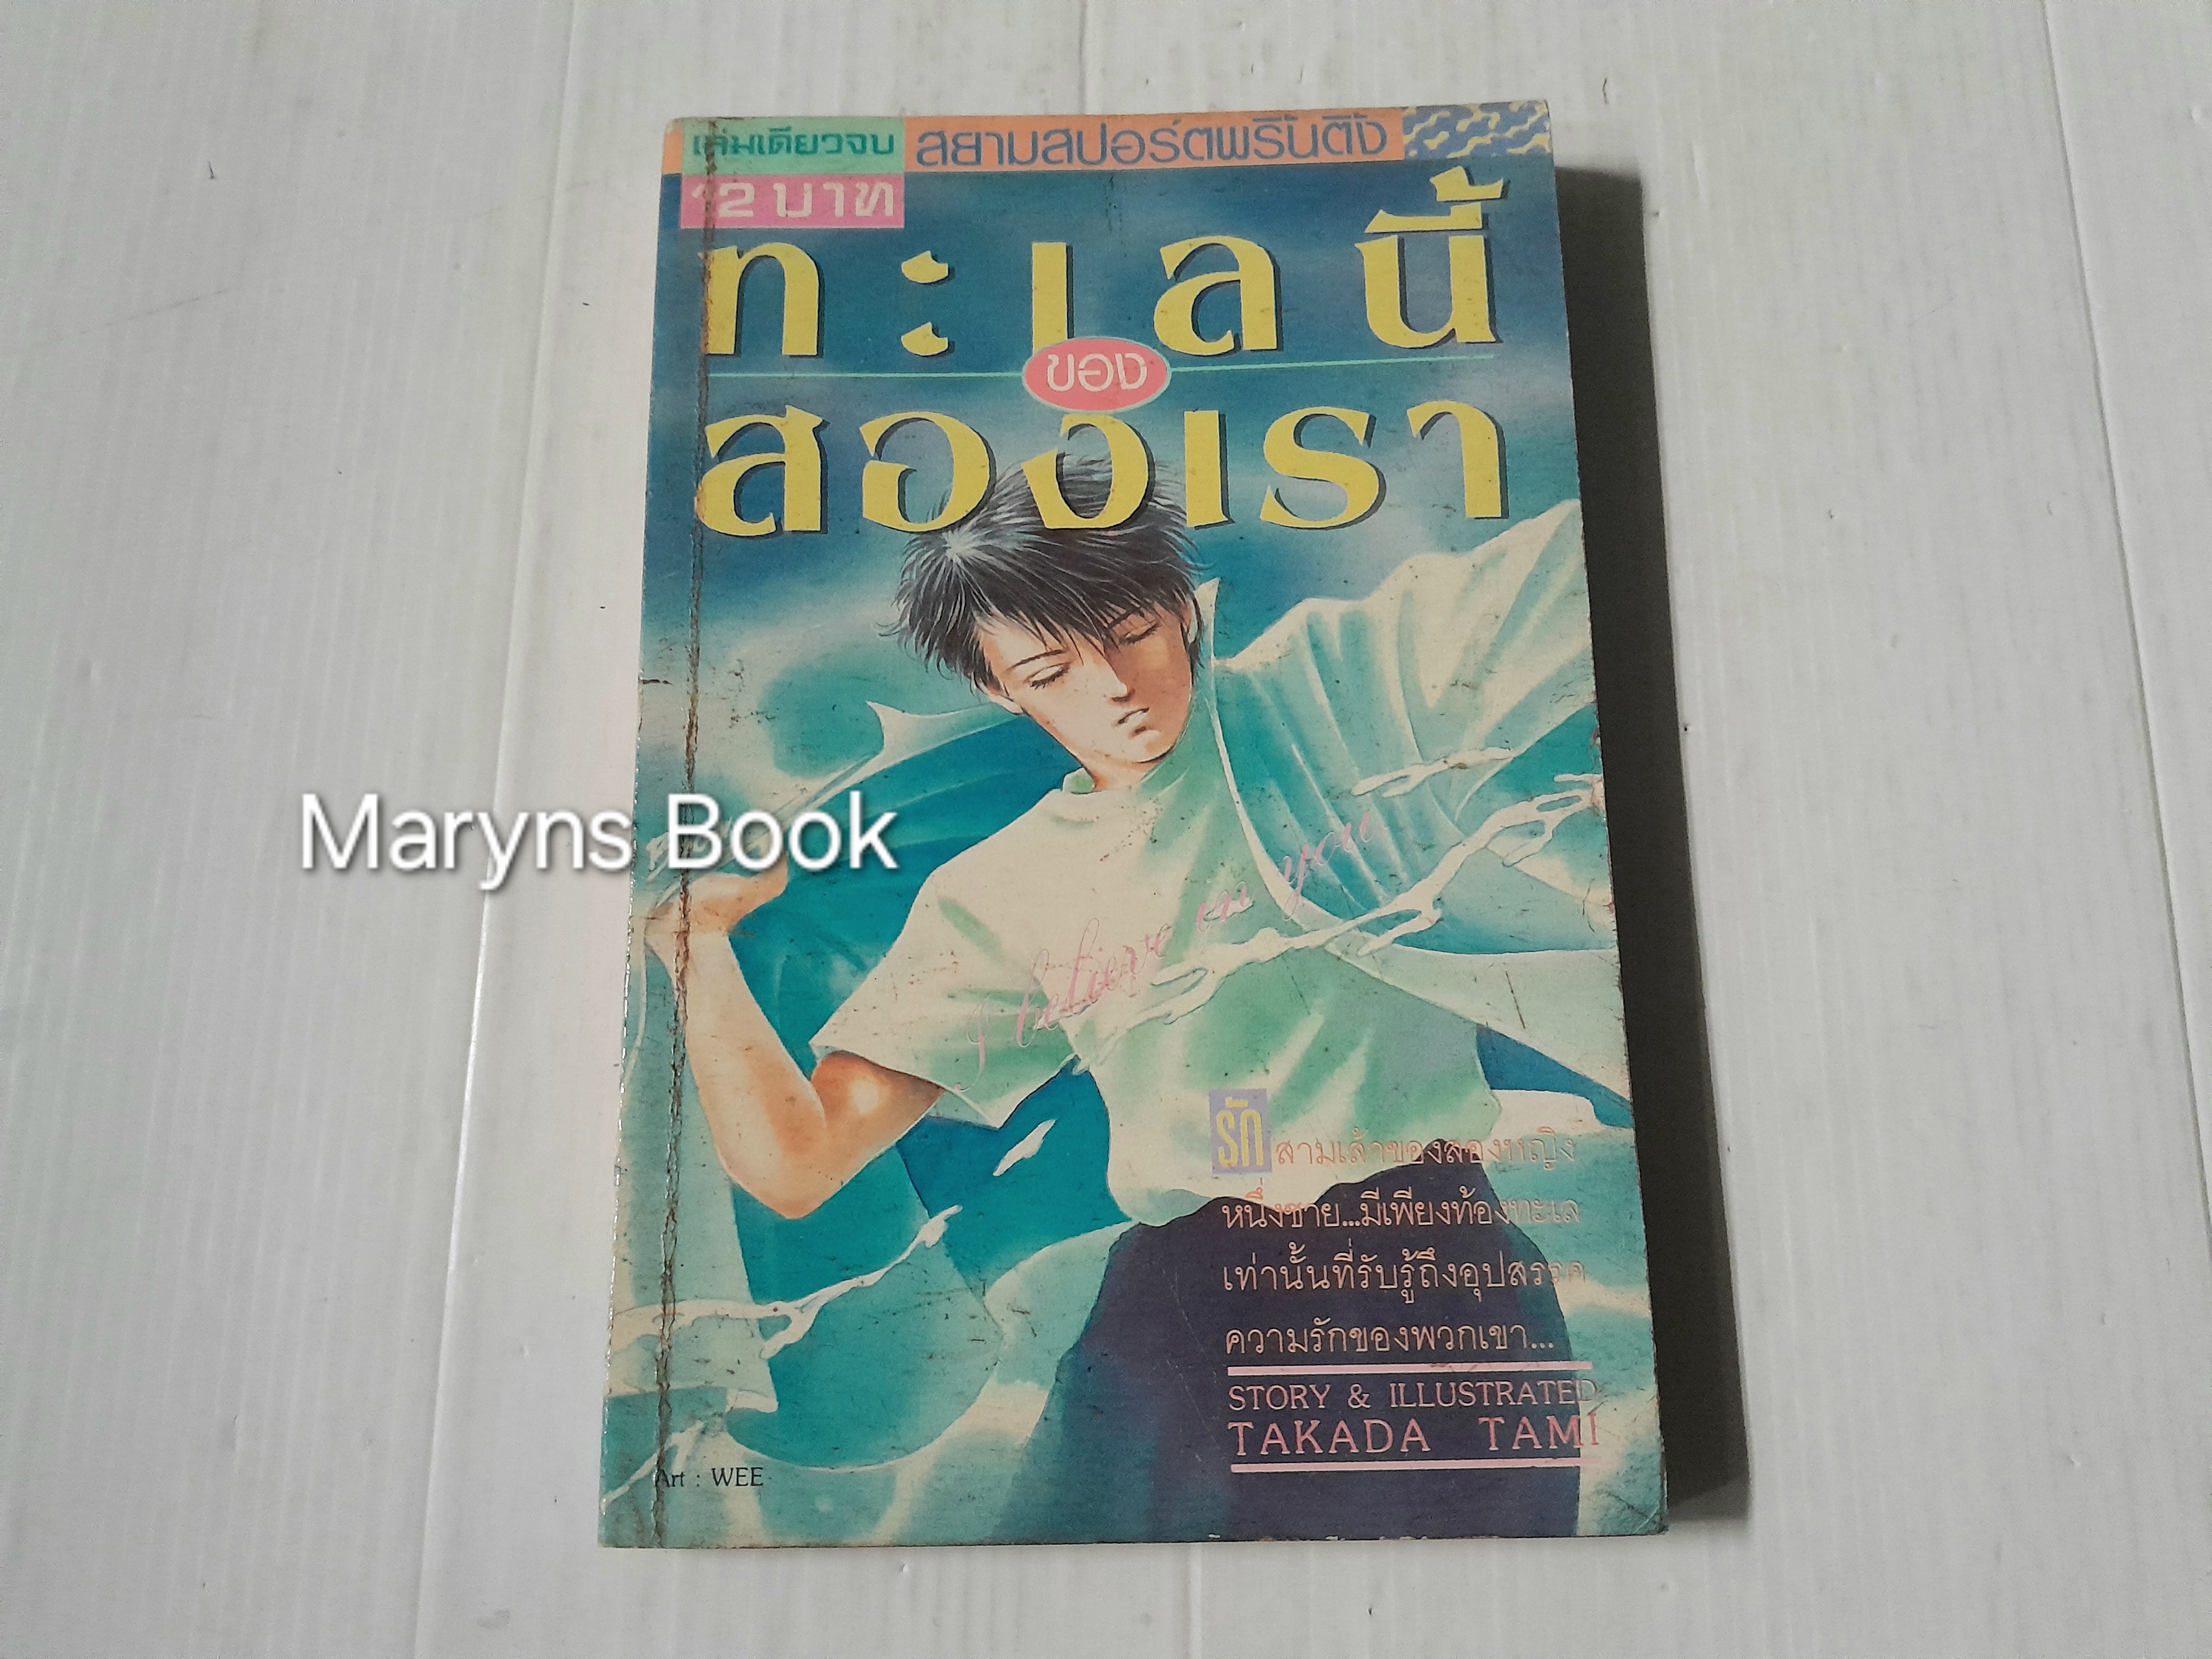 เล่มเดียวจบ สยามสปอร์ตพริ้นติ้ง
12 บาท
ทะเลนี้
ของ
สองเรา
Maryns Book
I believe in you
รักสามเส้าของสองหญิง
หนึ่งชาย...มีเพียงท้องทะเล
เท่านั้นที่รับรู้ถึงอุปสรรค
ความรักของพวกเขา...
STORY & ILLUSTRATED
TAKADA TAMI
Art : WEE